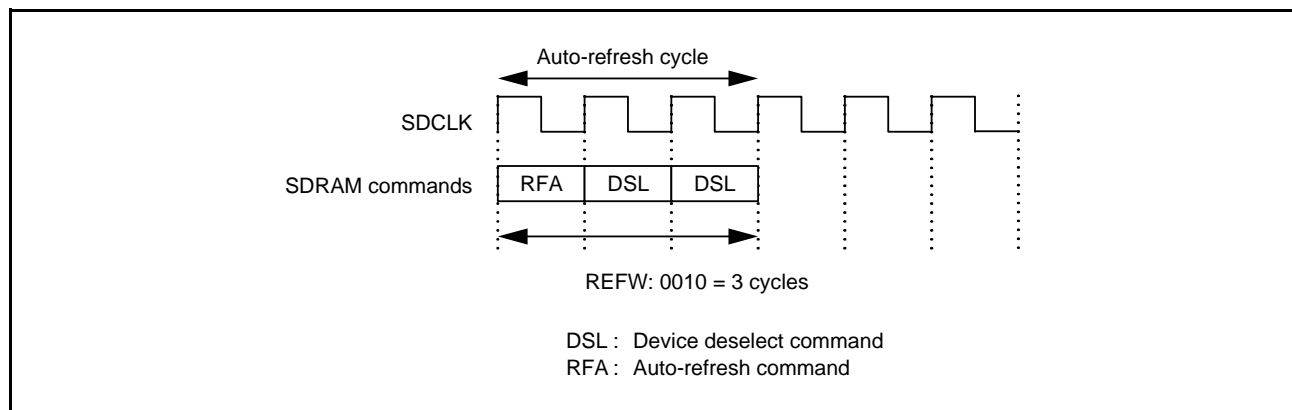 Auto-refresh cycle
SDCLK
SDRAM commands RFA DSL DSL
REFW: 0010 = 3 cycles
DSL : Device deselect command
RFA : Auto-refresh command